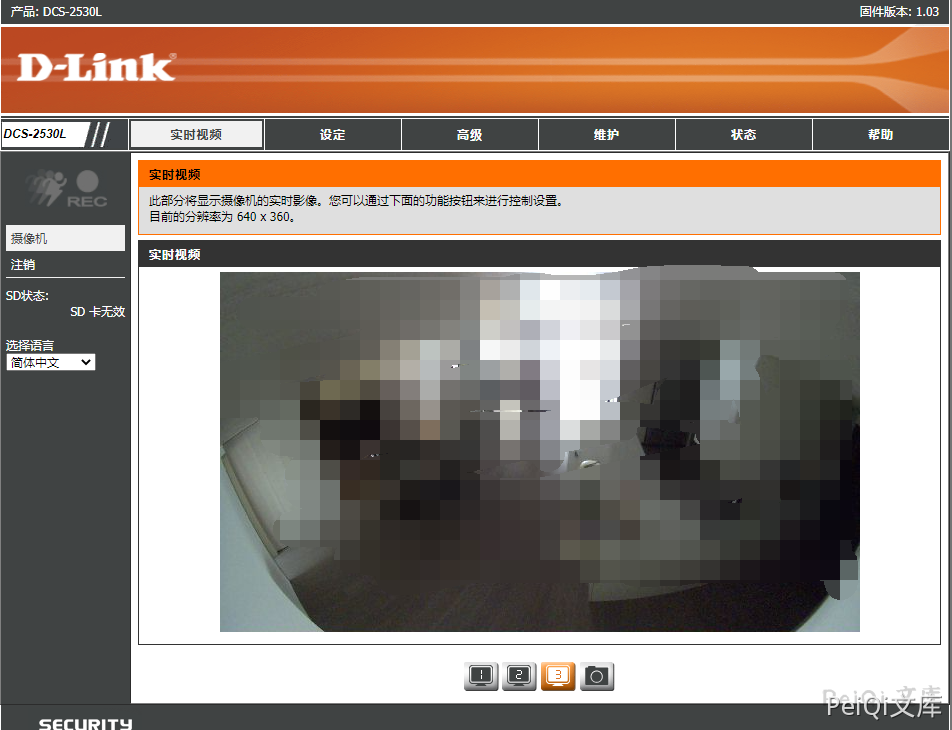 产品: DCS-2530L
固件版本: 1.03
D-Link
DCS-2530L
实时视频
设定
高级
维护
状态
帮助
REC
摄像机
注销
SD状态:
SD 卡无效
选择语言
简体中文
实时视频
此部分将显示摄像机的实时影像。您可以通过下面的功能按钮来进行控制设置。
目前的分辨率为 640 x 360。
实时视频
1
2
3
PeiQi 文库
PeiQi文库
SECURITY